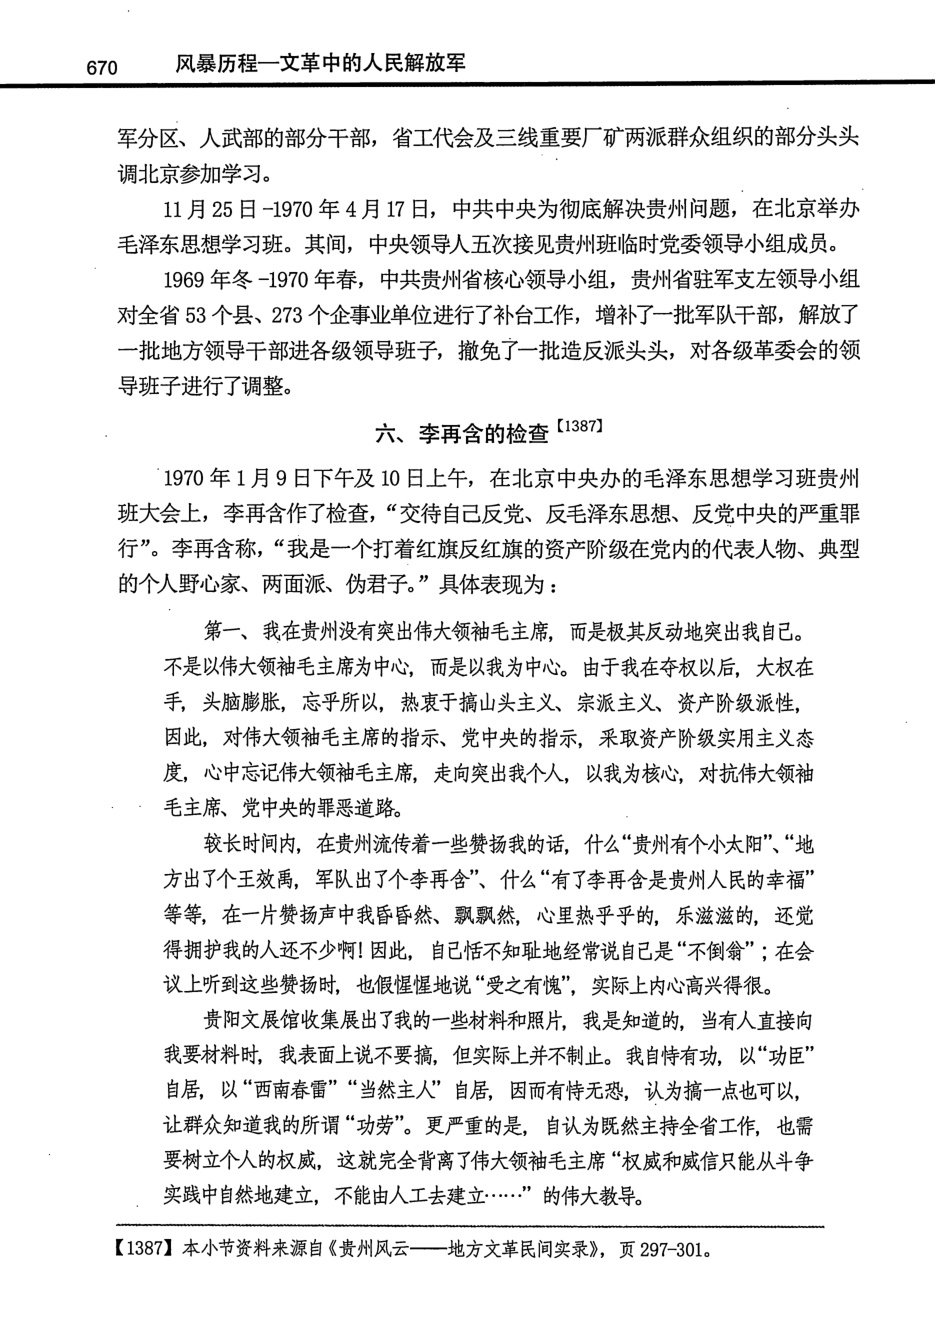 670 风暴历程—文革中的人民解放军
军分区、人武部的部分干部，省工代会及三线重要厂矿两派群众组织的部分头头
调北京参加学习。
11 月 25 日 -1970 年 4 月 17 日，中共中央为彻底解决贵州问题，在北京举办
毛泽东思想学习班。其间，中央领导人五次接见贵州班临时党委领导小组成员。
1969 年冬 -1970 年春，中共贵州省核心领导小组，贵州省驻军支左领导小组
对全省 53 个县、273 个企事业单位进行了补台工作，增补了一批军队干部，解放了
一批地方领导干部进各级领导班子，撤免了一批造反派头头，对各级革委会的领
导班子进行了调整。
六、李再含的检查【1387】
1970 年 1 月 9 日下午及 10 日上午，在北京中央办的毛泽东思想学习班贵州
班大会上，李再含作了检查，“交待自己反党、反毛泽东思想、反党中央的严重罪
行”。李再含称，“我是一个打着红旗反红旗的资产阶级在党内的代表人物、典型
的个人野心家、两面派、伪君子。”具体表现为：
第一、我在贵州没有突出伟大领袖毛主席，而是极其反动地突出我自己。
不是以伟大领袖毛主席为中心，而是以我为中心。由于我在夺权以后，大权在
手，头脑膨胀，忘乎所以，热衷于搞山头主义、宗派主义、资产阶级派性，
因此，对伟大领袖毛主席的指示、党中央的指示，采取资产阶级实用主义态
度，心中忘记伟大领袖毛主席，走向突出我个人，以我为核心，对抗伟大领袖
毛主席、党中央的罪恶道路。
较长时间内，在贵州流传着一些赞扬我的话，什么“贵州有个小太阳”、“地
方出了个王效禹，军队出了个李再含”、什么“有了李再含是贵州人民的幸福”
等等，在一片赞扬声中我昏昏然、飘飘然，心里热乎乎的，乐滋滋的，还觉
得拥护我的人还不少啊！因此，自己恬不知耻地经常说自己是“不倒翁”；在会
议上听到这些赞扬时，也假惺惺地说“受之有愧”，实际上内心高兴得很。
贵阳文展馆收集展出了我的一些材料和照片，我是知道的，当有人直接向
我要材料时，我表面上说不要搞，但实际上并不制止。我自恃有功，以“功臣”
自居，以“西南春雷”“当然主人”自居，因而有恃无恐，认为搞一点也可以，
让群众知道我的所谓“功劳”。更严重的是，自认为既然主持全省工作，也需
要树立个人的权威，这就完全背离了伟大领袖毛主席“权威和威信只能从斗争
实践中自然地建立，不能由人工去建立……”的伟大教导。
【1387】本小节资料来源自《贵州风云——地方文革民间实录》，页 297-301。